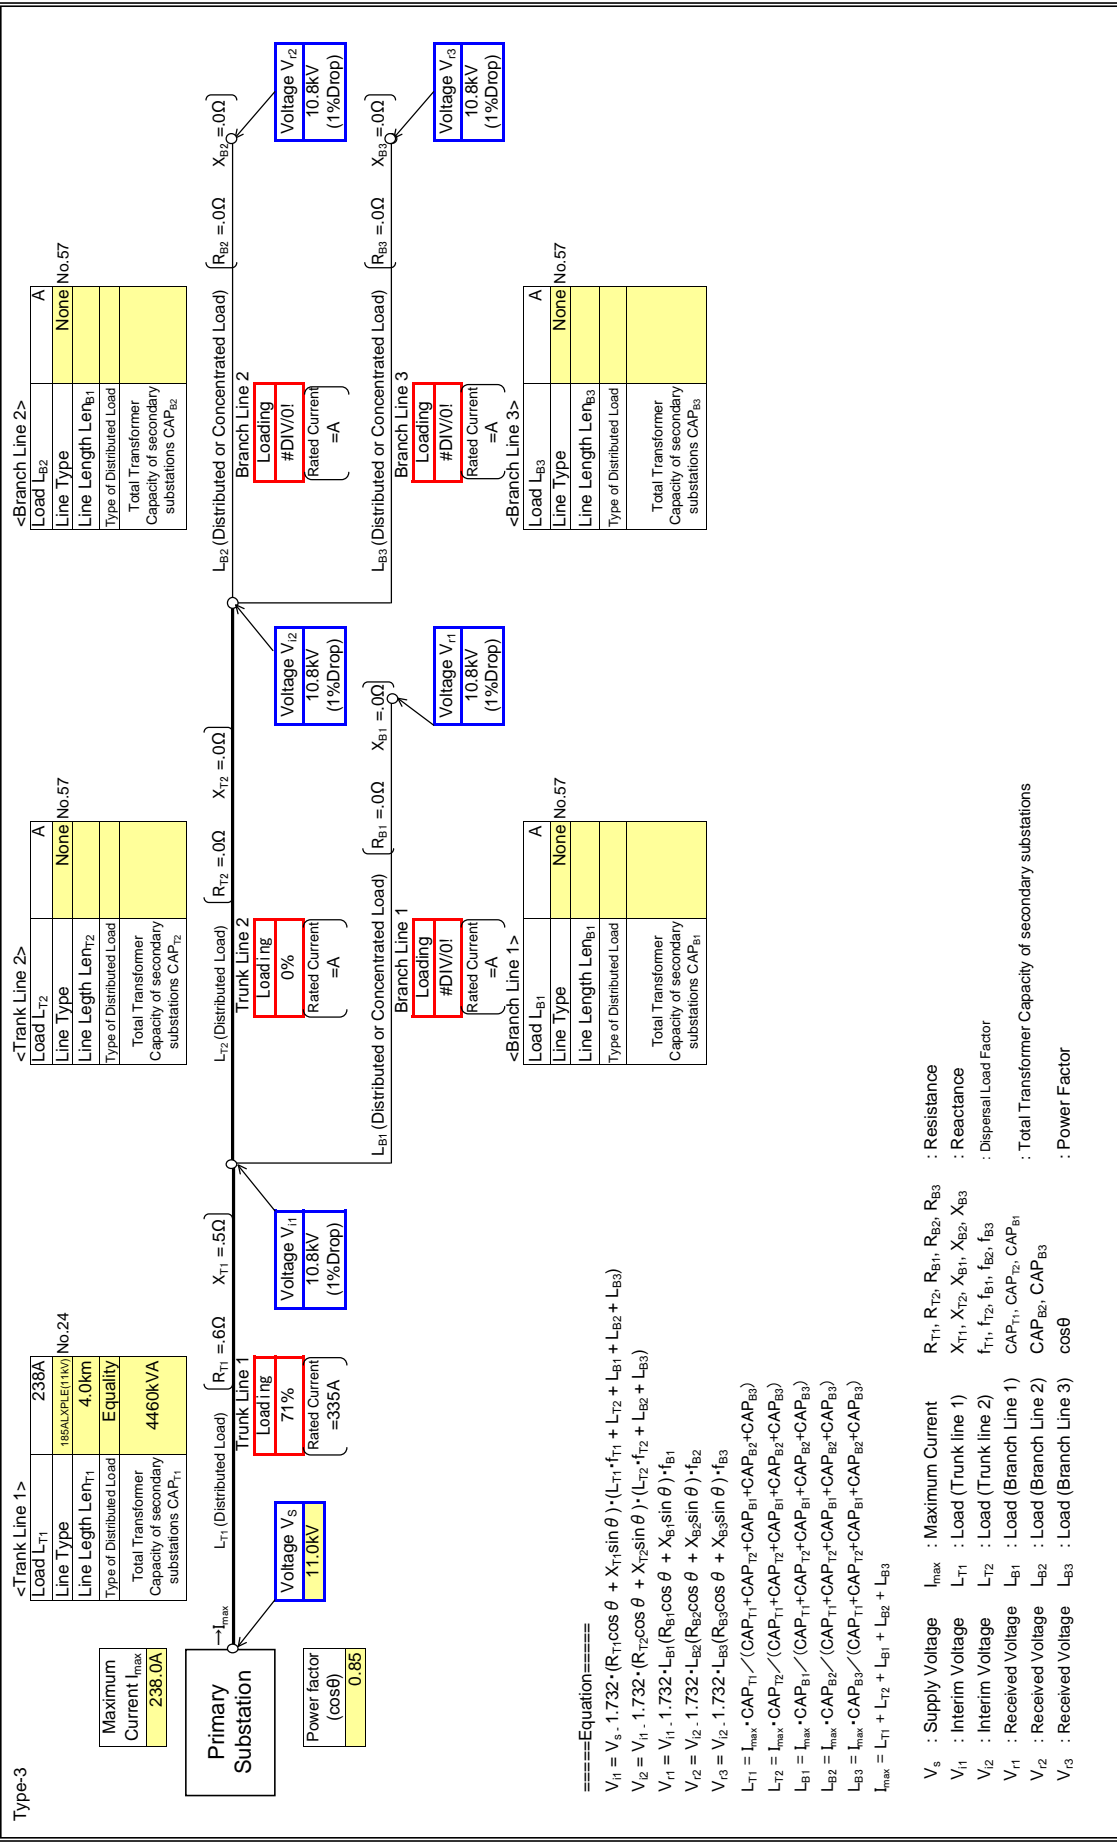 Type-3
Maximum
Current Imax
238.0A
Primary
Substation
Power factor
(cosθ)
0.85
→Imax
Voltage VS
11.0kV
<Trank Line 1>
Load LT1 238A
Line Type 185ALXPLE(11kV) No.24
Line Legth LenT1 4.0km
Type of Distributed Load Equality
Total Transformer
Capacity of secondary
substations CAPT1
4460kVA
LT1 (Distributed Load) RT1 =.6Ω XT1 =.5Ω
Trunk Line 1
Loading
71%
Rated Current
=335A
Voltage Vi1
10.8kV
(1%Drop)
<Trank Line 2>
Load LT2 A
Line Type None No.57
Line Legth LenT2
Type of Distributed Load
Total Transformer
Capacity of secondary
substations CAPT2
LT2 (Distributed Load) RT2 =.0Ω XT2 =.0Ω
Trunk Line 2
Loading
0%
Rated Current
=A
Voltage Vi2
10.8kV
(1%Drop)
LB1 (Distributed or Concentrated Load) RB1 =.0Ω XB1 =.0Ω
Branch Line 1
Loading
#DIV/0!
Rated Current
=A
Voltage Vr1
10.8kV
(1%Drop)
<Branch Line 1>
Load LB1 A
Line Type None No.57
Line Length LenB1
Type of Distributed Load
Total Transformer
Capacity of secondary
substations CAPB1
<Branch Line 2>
Load LB2 A
Line Type None No.57
Line Length LenB1
Type of Distributed Load
Total Transformer
Capacity of secondary
substations CAPB2
LB2 (Distributed or Concentrated Load) RB2 =.0Ω XB2 =.0Ω
Branch Line 2
Loading
#DIV/0!
Rated Current
=A
Voltage Vr2
10.8kV
(1%Drop)
LB3 (Distributed or Concentrated Load) RB3 =.0Ω XB3 =.0Ω
Branch Line 3
Loading
#DIV/0!
Rated Current
=A
Voltage Vr3
10.8kV
(1%Drop)
<Branch Line 3>
Load LB3 A
Line Type None No.57
Line Length LenB3
Type of Distributed Load
Total Transformer
Capacity of secondary
substations CAPB3
=====Equation=====
Vi1 = Vs - 1.732・(RT1cos θ + XT1sin θ)・(LT1・fT1 + LT2 + LB1 + LB2 + LB3)
Vi2 = Vi1 - 1.732・(RT2cos θ + XT2sin θ)・(LT2・fT2 + LB2 + LB3)
Vr1 = Vi1 - 1.732・LB1(RB1cos θ + XB1sin θ)・fB1
Vr2 = Vi2 - 1.732・LB2(RB2cos θ + XB2sin θ)・fB2
Vr3 = Vi2 - 1.732・LB3(RB3cos θ + XB3sin θ)・fB3
LT1 = Imax・CAPT1／(CAPT1+CAPT2+CAPB1+CAPB2+CAPB3)
LT2 = Imax・CAPT2／(CAPT1+CAPT2+CAPB1+CAPB2+CAPB3)
LB1 = Imax・CAPB1／(CAPT1+CAPT2+CAPB1+CAPB2+CAPB3)
LB2 = Imax・CAPB2／(CAPT1+CAPT2+CAPB1+CAPB2+CAPB3)
LB3 = Imax・CAPB3／(CAPT1+CAPT2+CAPB1+CAPB2+CAPB3)
Imax = LT1 + LT2 + LB1 + LB2 + LB3
Vs : Supply Voltage Imax : Maximum Current RT1, RT2, RB1, RB2, RB3 : Resistance
Vi1 : Interim Voltage LT1 : Load (Trunk line 1) XT1, XT2, XB1, XB2, XB3 : Reactance
Vi2 : Interim Voltage LT2 : Load (Trunk line 2) fT1, fT2, fB1, fB2, fB3 : Dispersal Load Factor
Vr1 : Received Voltage LB1 : Load (Branch Line 1) CAPT1, CAPT2, CAPB1
Vr2 : Received Voltage LB2 : Load (Branch Line 2) CAPB2, CAPB3 : Total Transformer Capacity of secondary substations
Vr3 : Received Voltage LB3 : Load (Branch Line 3) cosθ : Power Factor